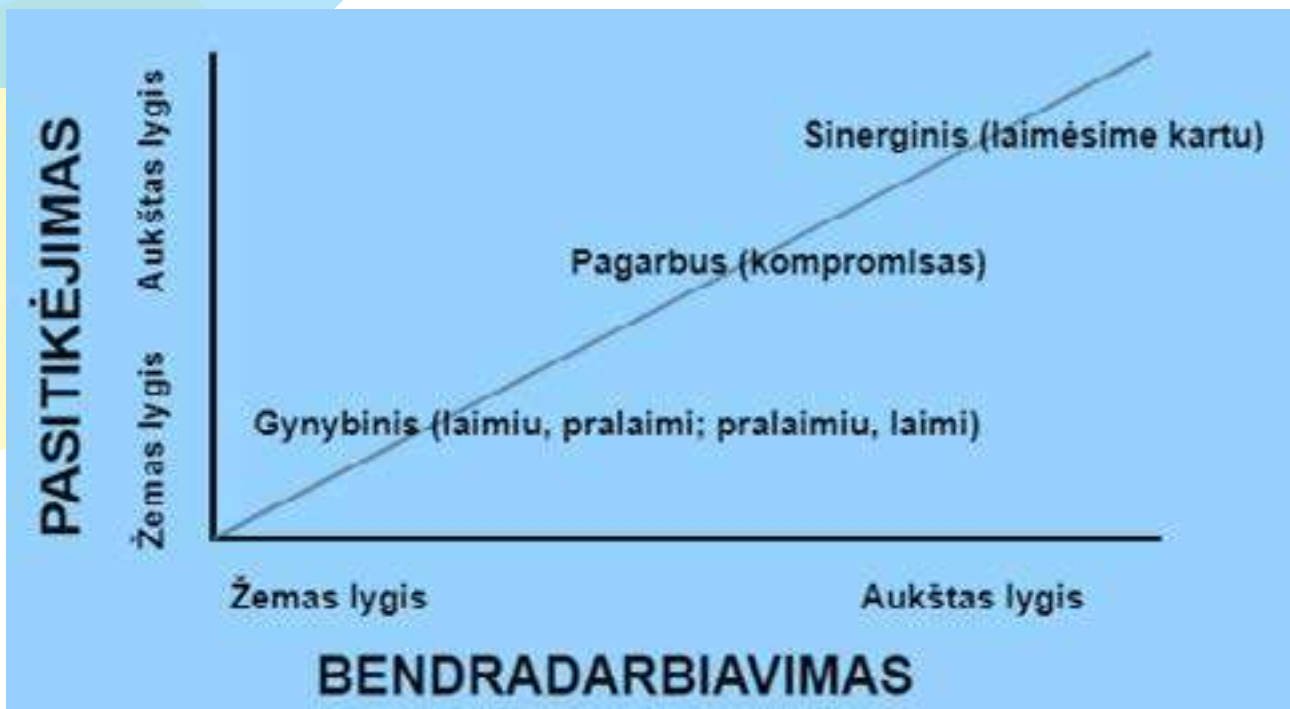 PASITIKĖJIMAS
Aukštas lygis
Žemas lygis
Sinerginis (laimėsime kartu)
Pagarbus (kompromisas)
Gynybinis (laimiu, pralaimi; pralaimiu, laimi)
Žemas lygis
Aukštas lygis
BENDRADARBIAVIMAS